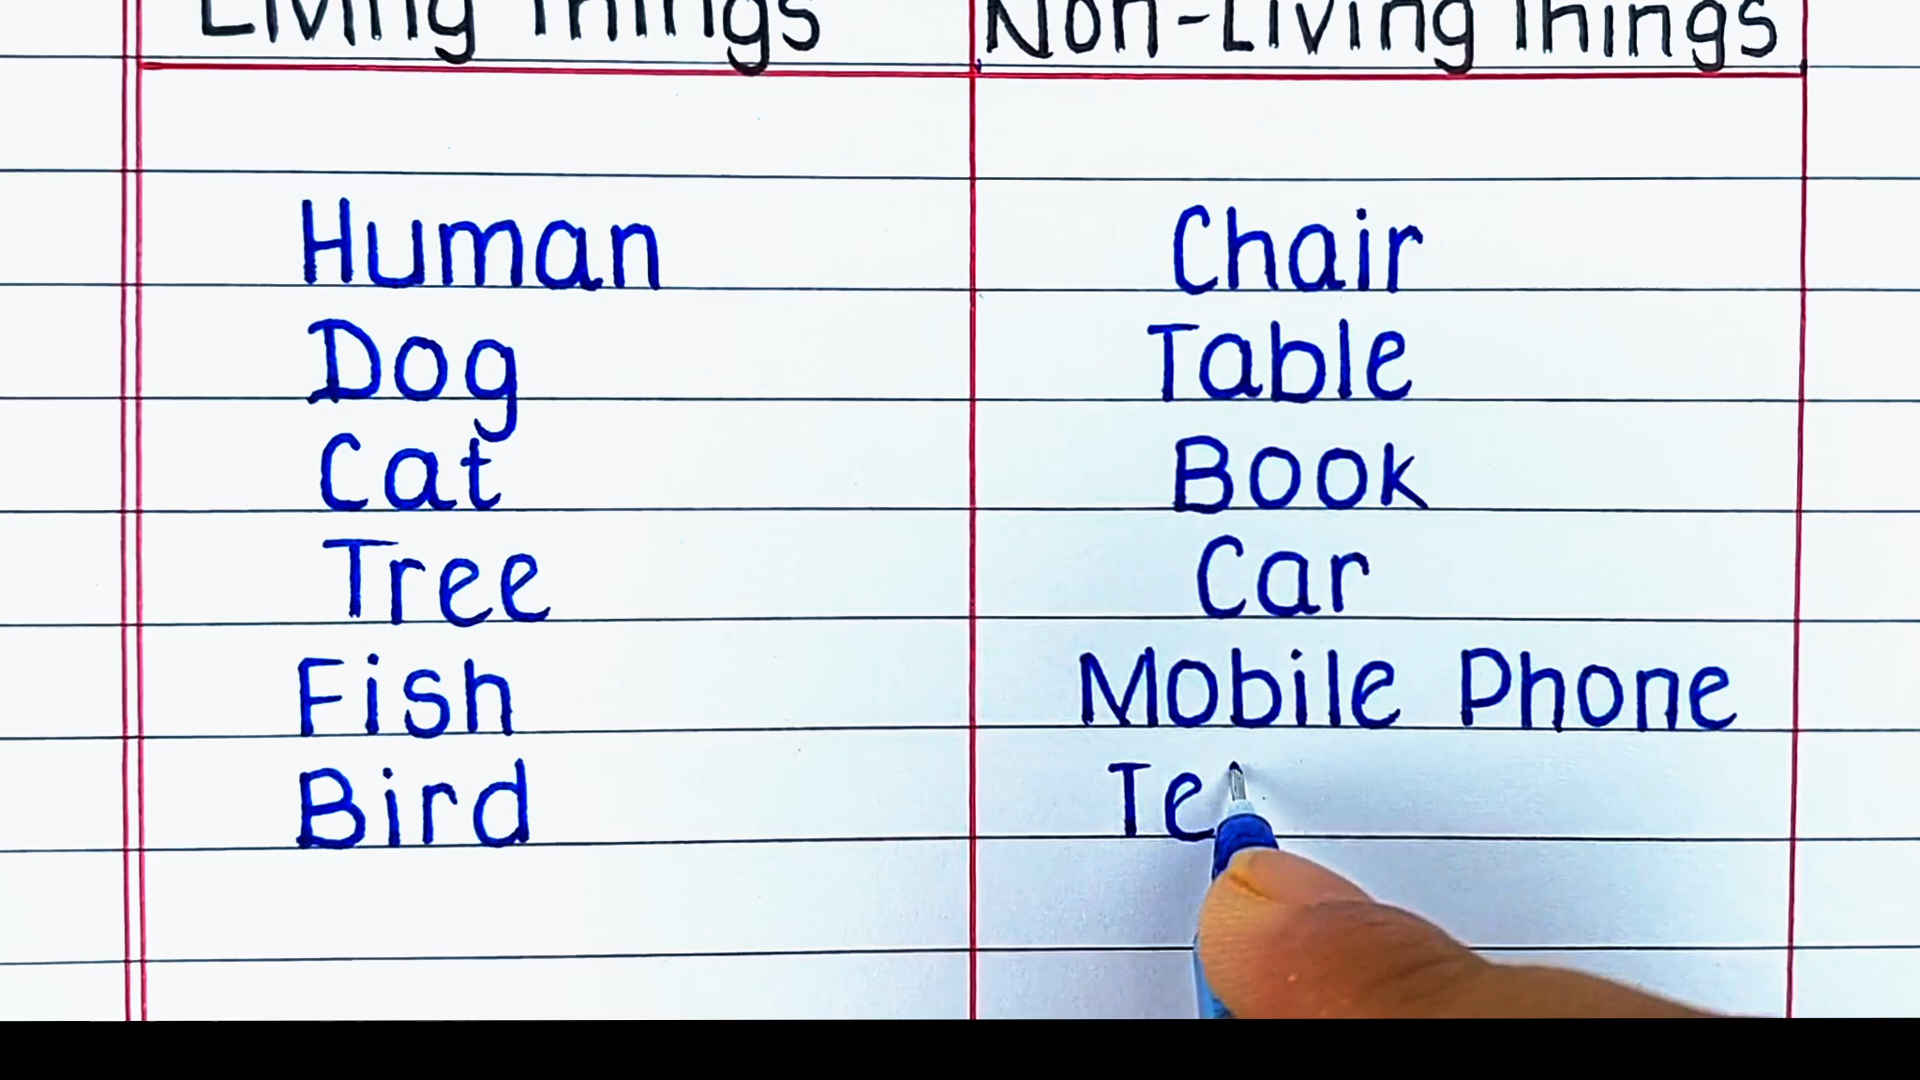 Living Things Non-Living Things
Human Chair
Dog Table
Cat Book
Tree Car
Fish Mobile Phone
Bird Te